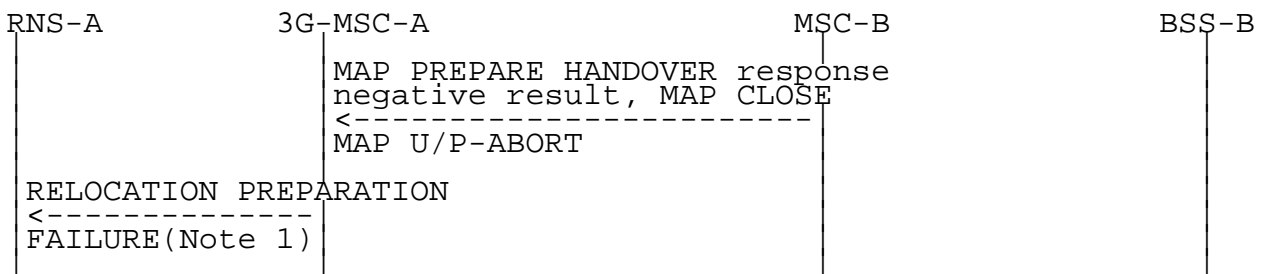 RNS-A 3G-MSC-A MSC-B BSS-B
MAP PREPARE HANDOVER response
negative result, MAP CLOSE
<------------------------
MAP U/P-ABORT
RELOCATION PREPARATION
<--------------
FAILURE(Note 1)